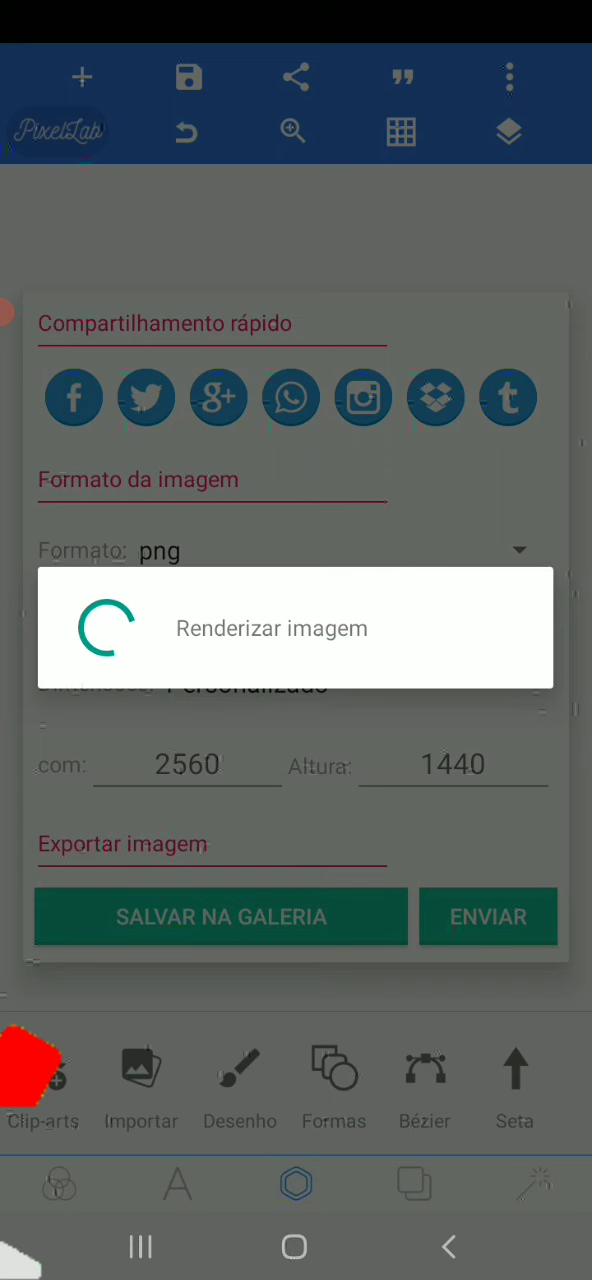 PixelLab
Compartilhamento rápido
Formato da imagem
Formato: png
Renderizar imagem
Personalizado
com: 2560 Altura: 1440
Exportar imagem
SALVAR NA GALERIA ENVIAR
Clip-arts Importar Desenho Formas Bézier Seta